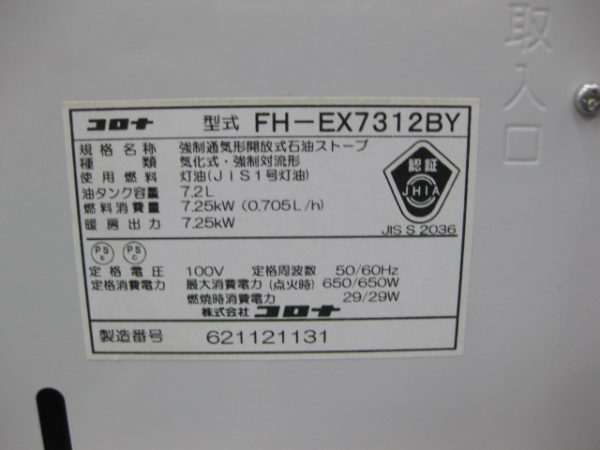 取入口
コロナ 型式 FH-EX7312BY
規格名称 強制通気形開放式石油ストーブ
種類 気化式・強制対流形
使用燃料 灯油(JIS1号灯油)
油タンク容量 7.2L
燃料消費量 7.25kW (0.705L/h)
暖房出力 7.25kW
認証
JHIA
JIS S 2036
PS E PS C
定格電圧 100V 定格周波数 50/60Hz
定格消費電力 最大消費電力(点火時) 650/650W
燃焼時消費電力 29/29W
株式会社 コロナ
製造番号 621121131